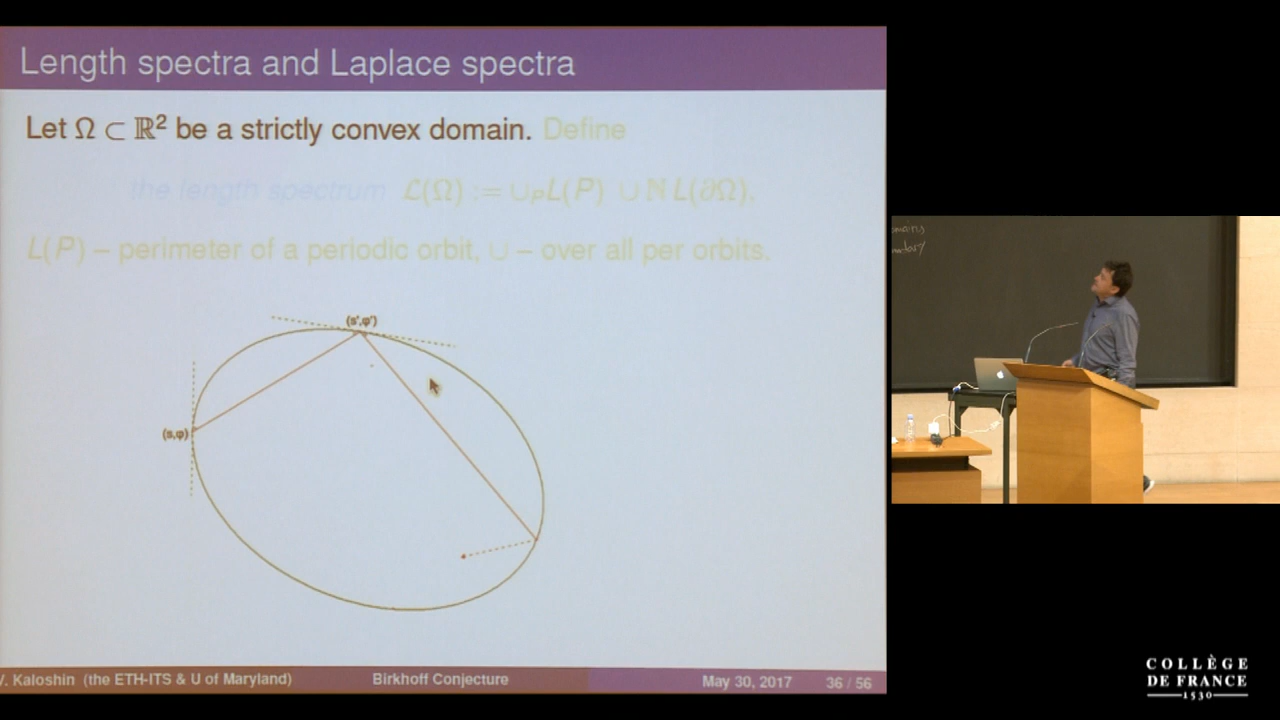 Length spectra and Laplace spectra
Let Ω ⊂ ℝ² be a strictly convex domain. Define
the length spectrum ℒ(Ω) := ∪_P L(P) ∪ ℕ L(∂Ω),
L(P) – perimeter of a periodic orbit, ∪ – over all per orbits.
(s',φ')
(s,φ)
V. Kaloshin (the ETH-ITS & U of Maryland) Birkhoff Conjecture May 30, 2017 36 / 56
mains
COLLÈGE
DE FRANCE
1530